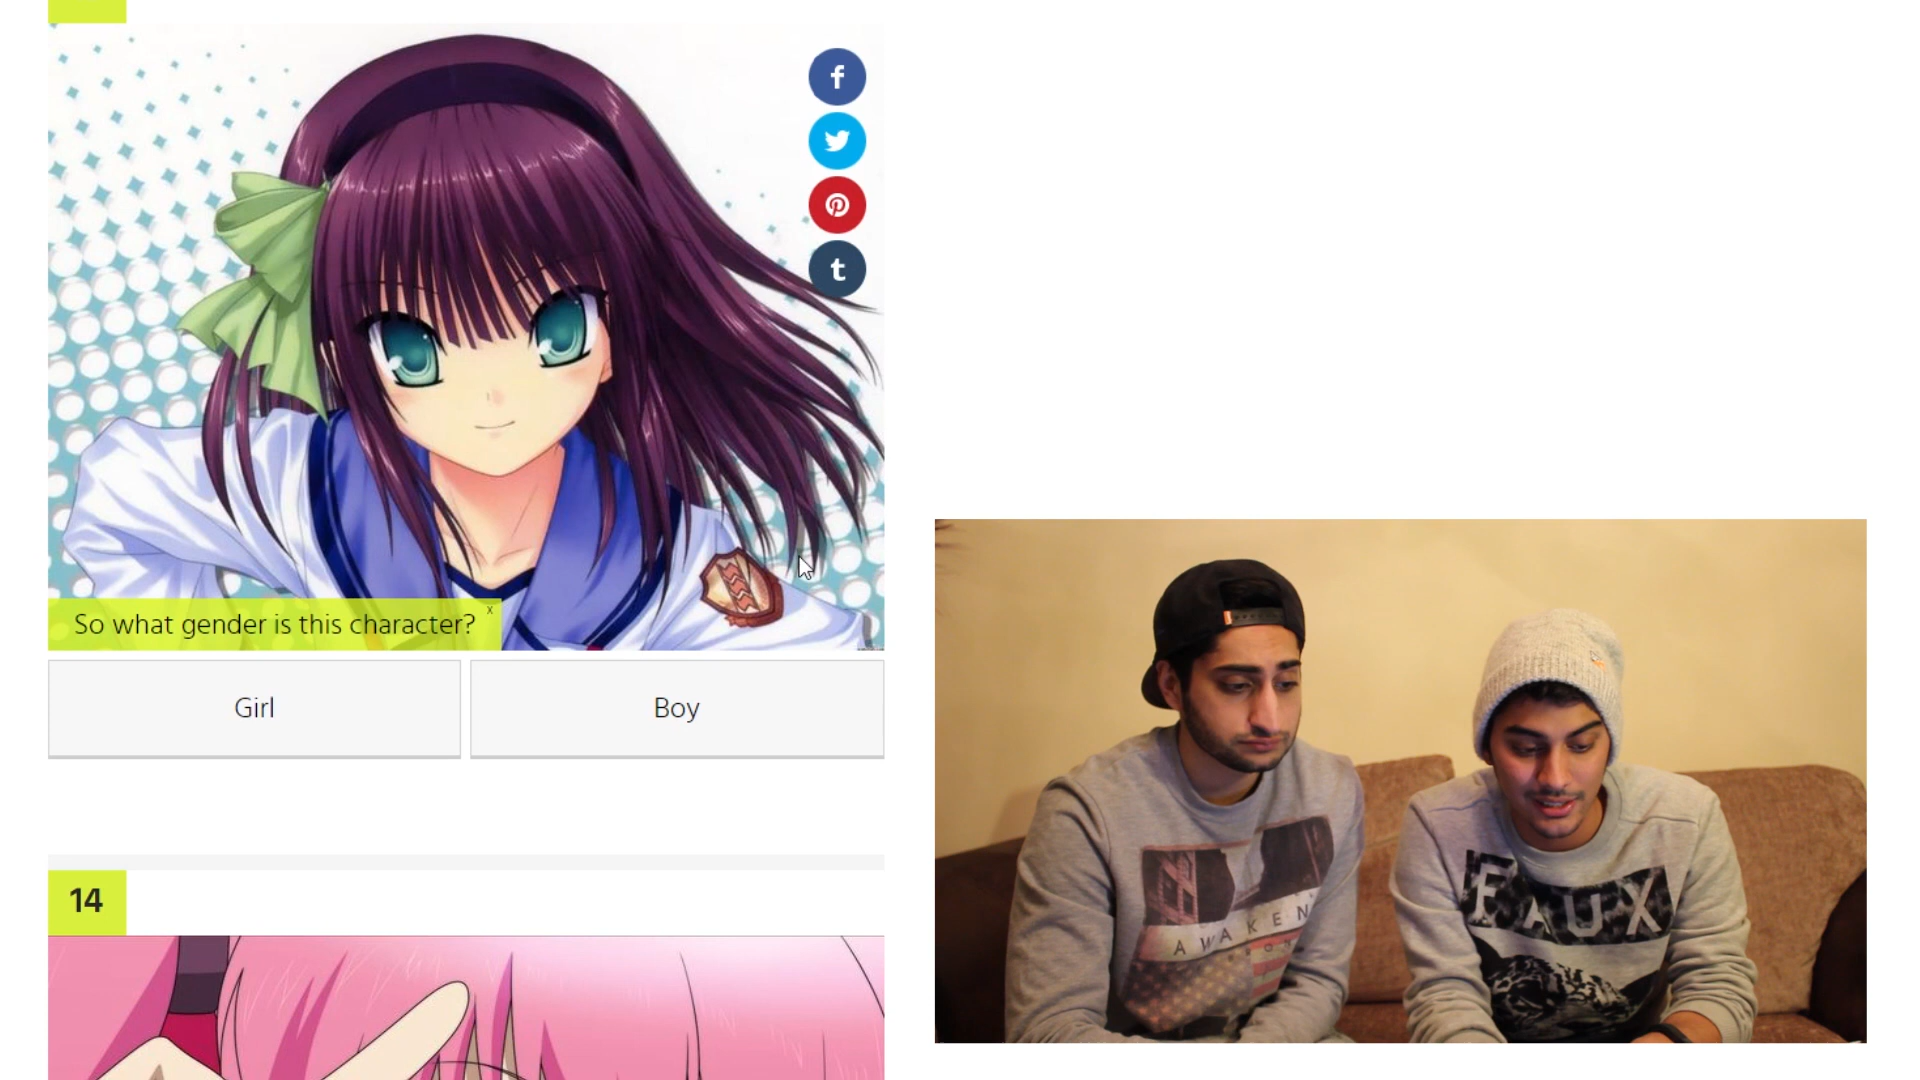 f
t
So what gender is this character?
x
Girl
Boy
14
AWAKEN
FAUX